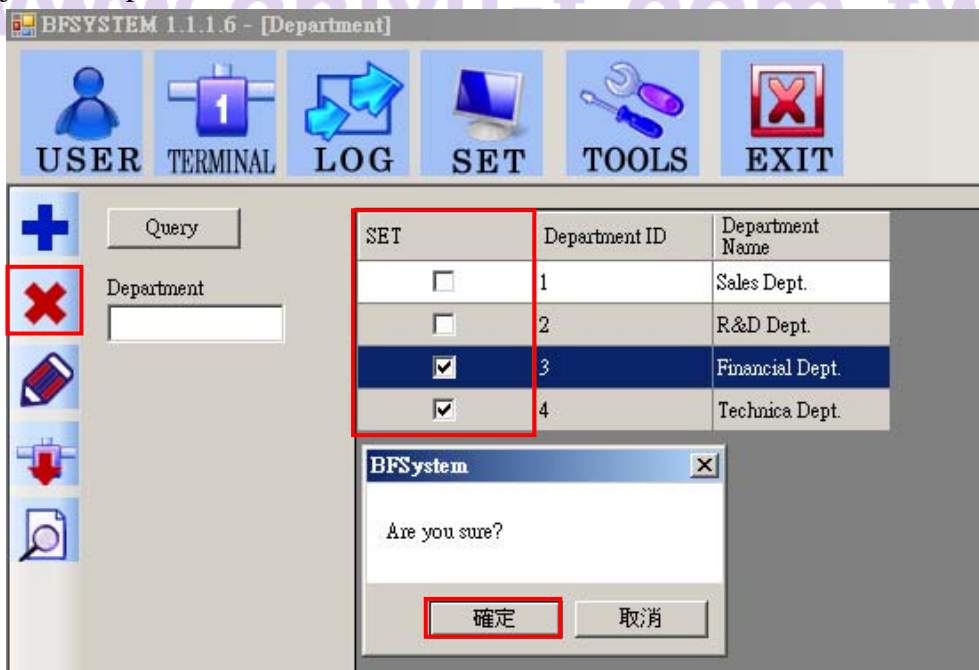 BFSYSTEM 1.1.1.6 - [Department]
USER TERMINAL LOG SET TOOLS EXIT
1
Query
Department
SET Department ID Department
Name
1 Sales Dept.
2 R&D Dept.
3 Financial Dept.
4 Technica Dept.
BFSystem
Are you sure?
確定 取消